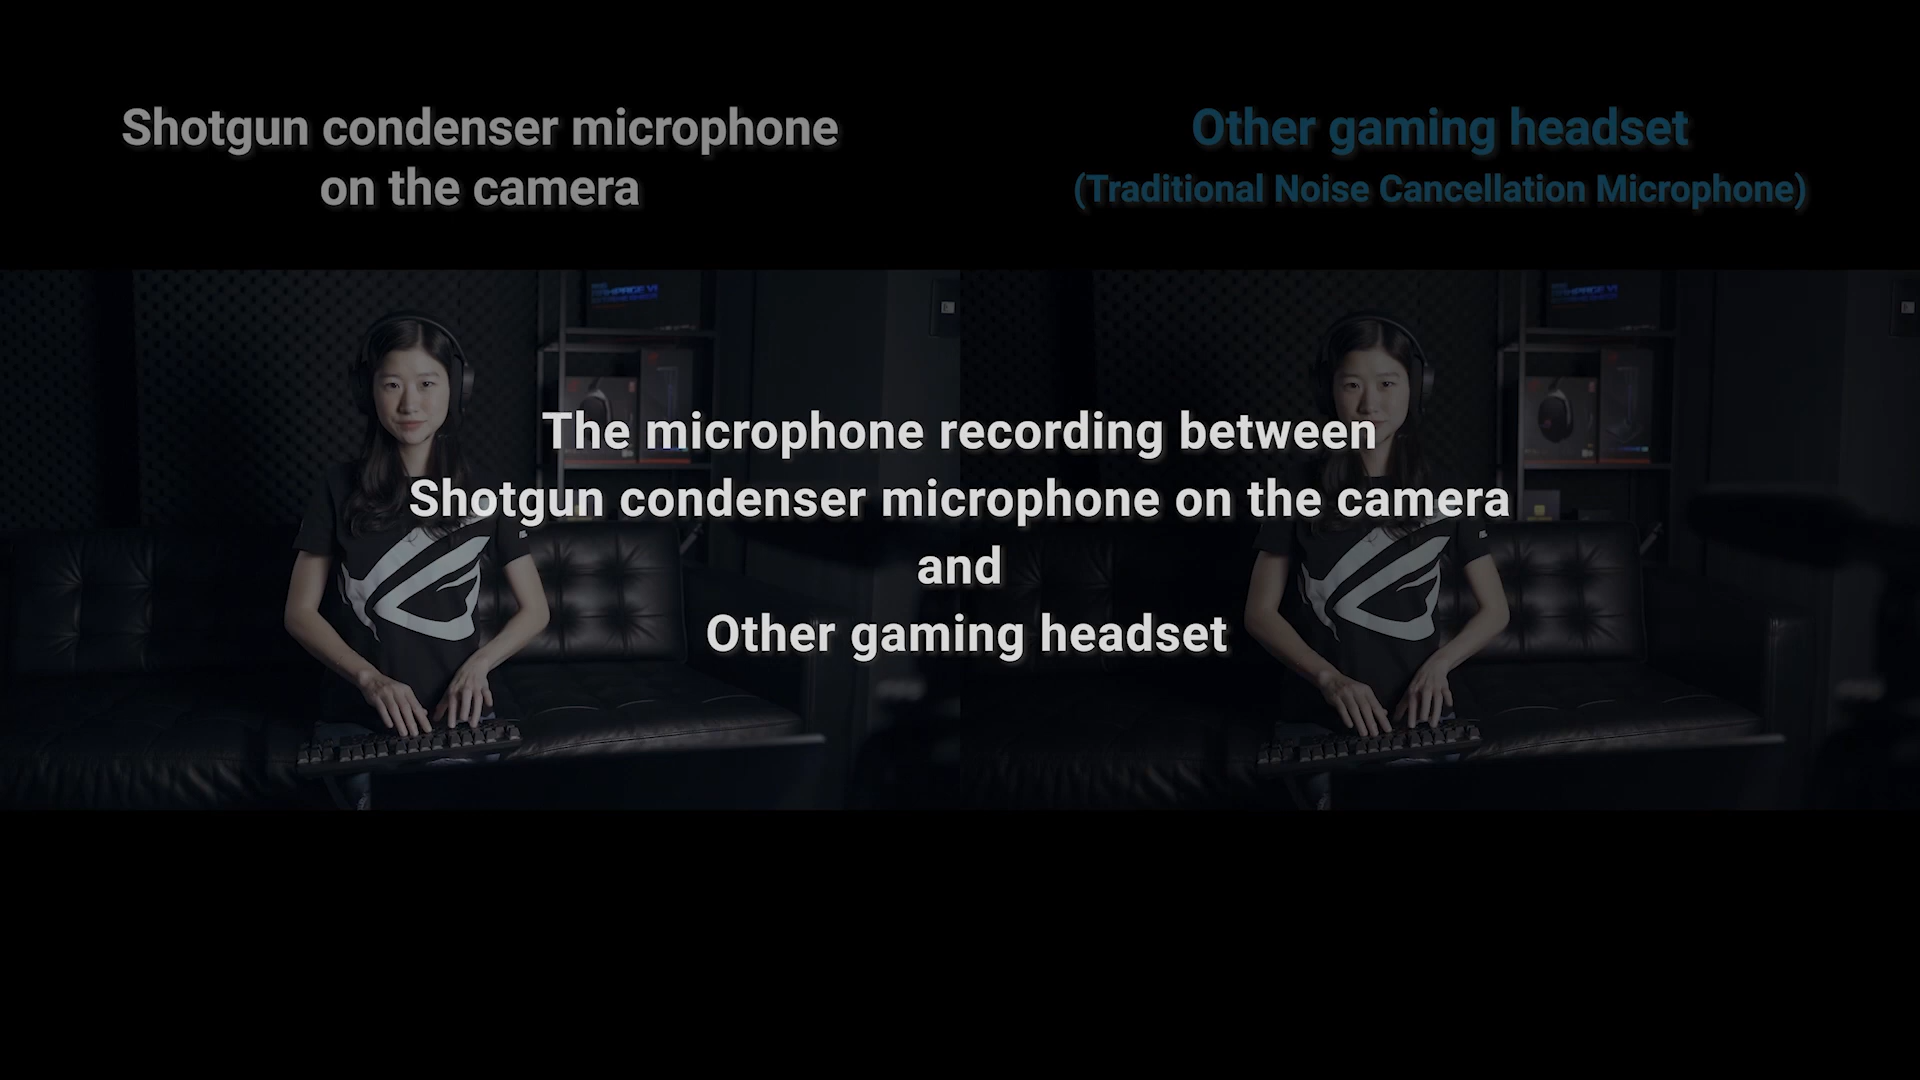 Shotgun condenser microphone
on the camera
Other gaming headset
(Traditional Noise Cancellation Microphone)
The microphone recording between
Shotgun condenser microphone on the camera
and
Other gaming headset